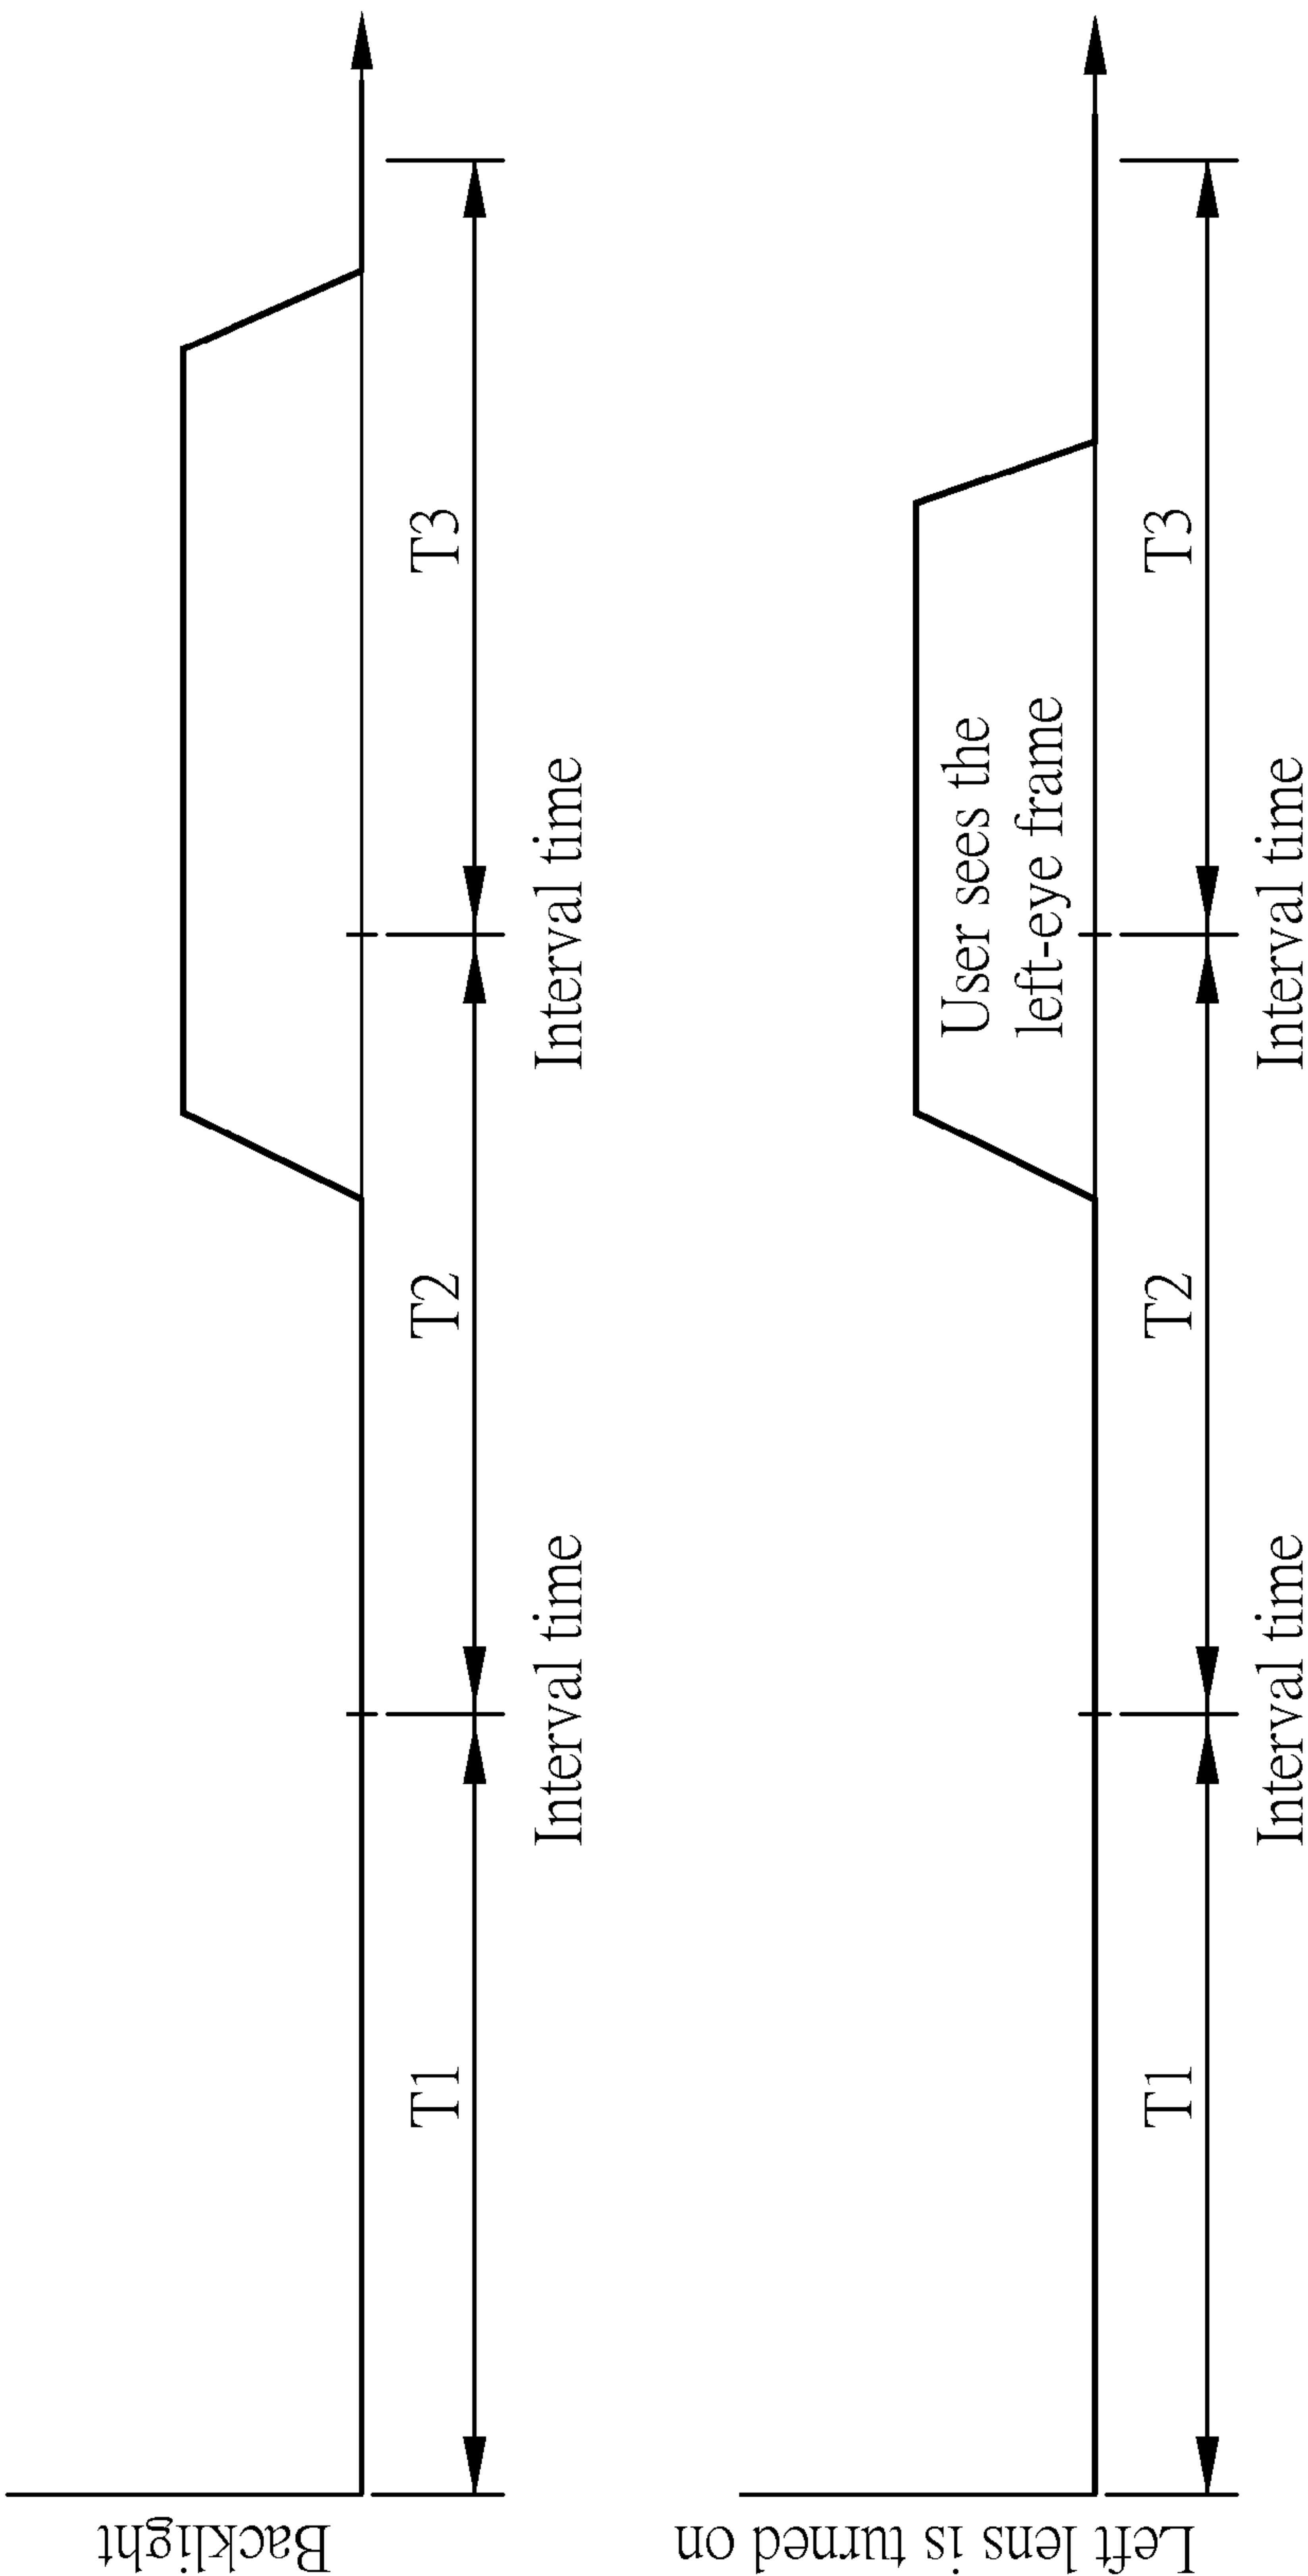 Backlight
T1
T2
T3
Interval time
Interval time
Left lens is turned on
User sees the
left-eye frame
T1
T2
T3
Interval time
Interval time